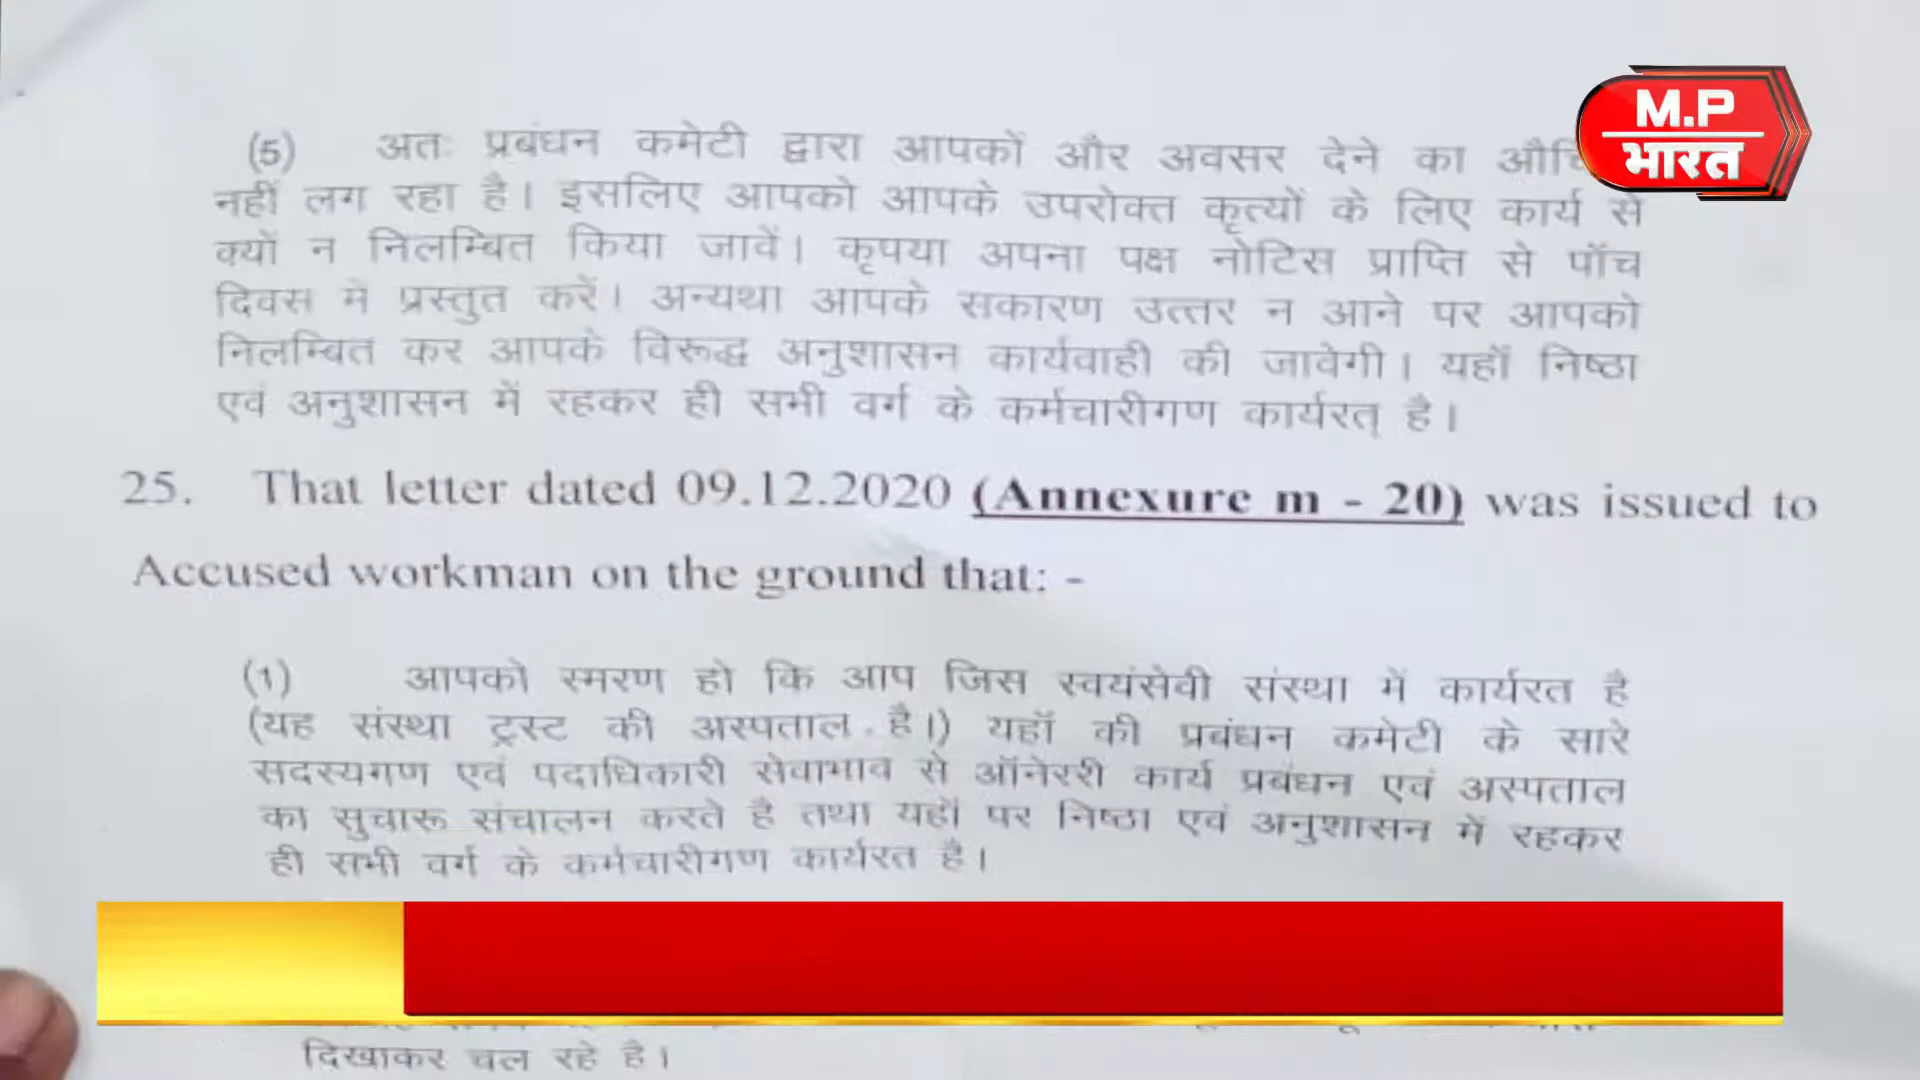 M.P
भारत
(5) अतः प्रबंधन कमेटी द्वारा आपकों और अवसर देने का
नहीं लग रहा है। इसलिए आपको आपके उपरोक्त कृत्यों के लिए कार्य से
क्यों न निलम्बित किया जावें। कृपया अपना पक्ष नोटिस प्राप्ति से पॉच
दिवस में प्रस्तुत करें। अन्यथा आपके सकारण उत्तर न आने पर आपको
निलम्बित कर आपके विरूद्ध अनुशासन कार्यवाही की जावेगी। यहॉं निष्ठा
एवं अनुशासन में रहकर ही सभी वर्ग के कर्मचारीगण कार्यरत् है।
25. That letter dated 09.12.2020 (Annexure m - 20) was issued to
Accused workman on the ground that: -
(1) आपको स्मरण हो कि आप जिस स्वयंसेवी संस्था में कार्यरत है
(यह संस्था ट्रस्ट की अस्पताल है।) यहॉ की प्रबंधन कमेटी के सारे
सदस्यगण एवं पदाधिकारी सेवाभाव से ऑनेररी कार्य प्रबंधन एवं अस्पताल
का सुचारू संचालन करते है तथा यहॉं पर निष्ठा एवं अनुशासन में रहकर
ही सभी वर्ग के कर्मचारीगण कार्यरत है।
दिखाकर चल रहे है।